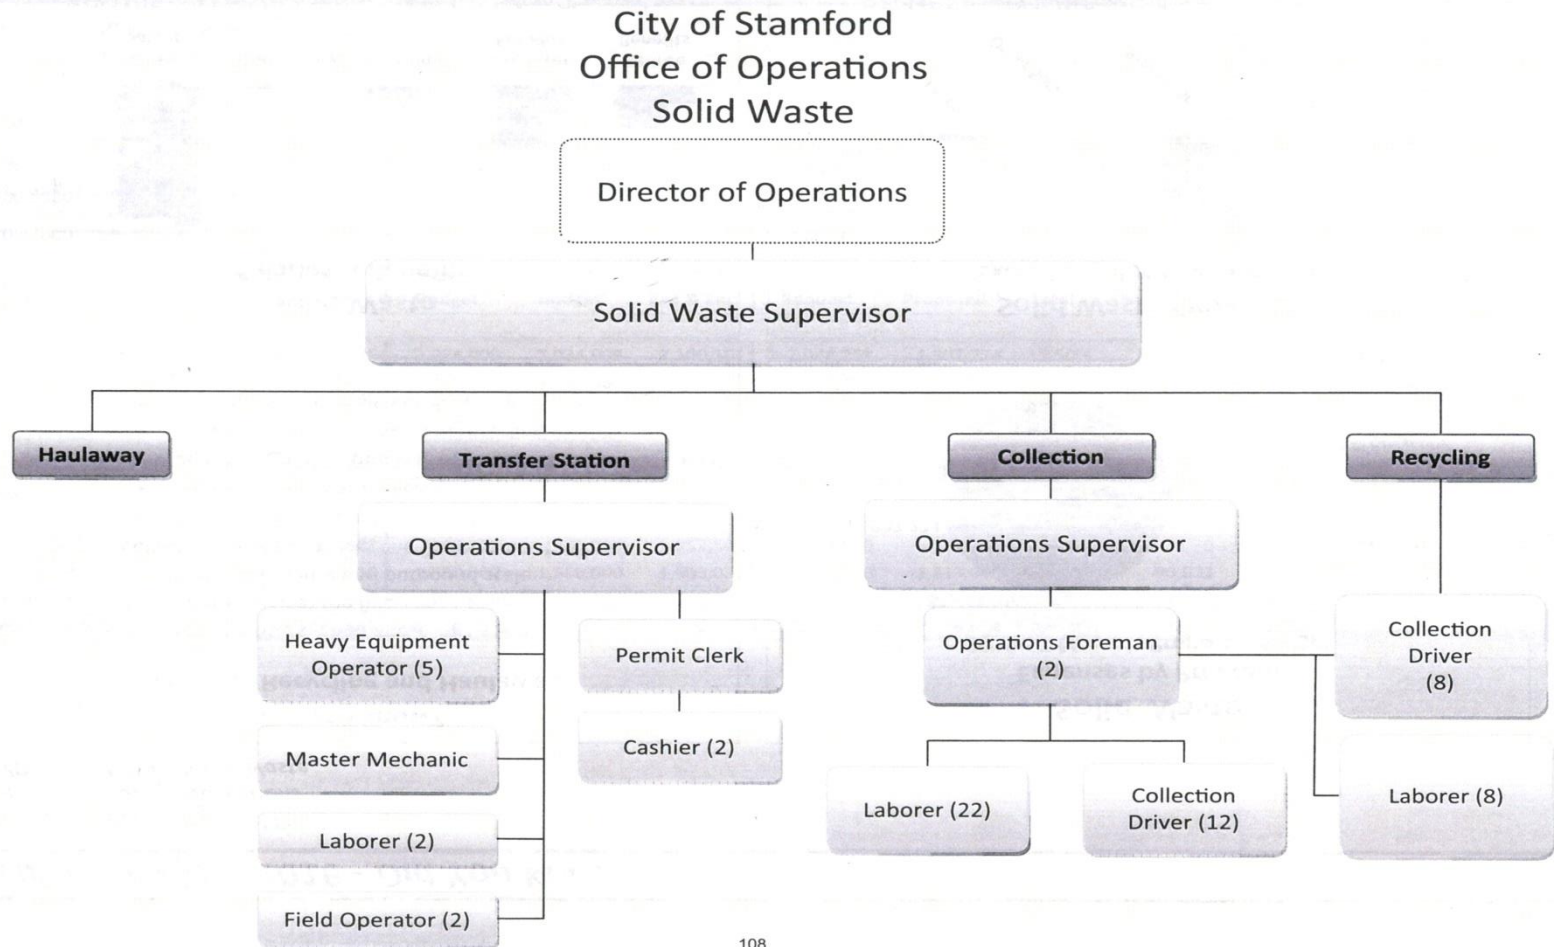 City of Stamford
Office of Operations
Solid Waste
Director of Operations
Solid Waste Supervisor
Haulaway
Transfer Station
Collection
Recycling
Operations Supervisor
Operations Supervisor
Heavy Equipment
Operator (5)
Permit Clerk
Operations Foreman
(2)
Collection
Driver
(8)
Master Mechanic
Cashier (2)
Laborer (2)
Laborer (22)
Collection
Driver (12)
Laborer (8)
Field Operator (2)
108